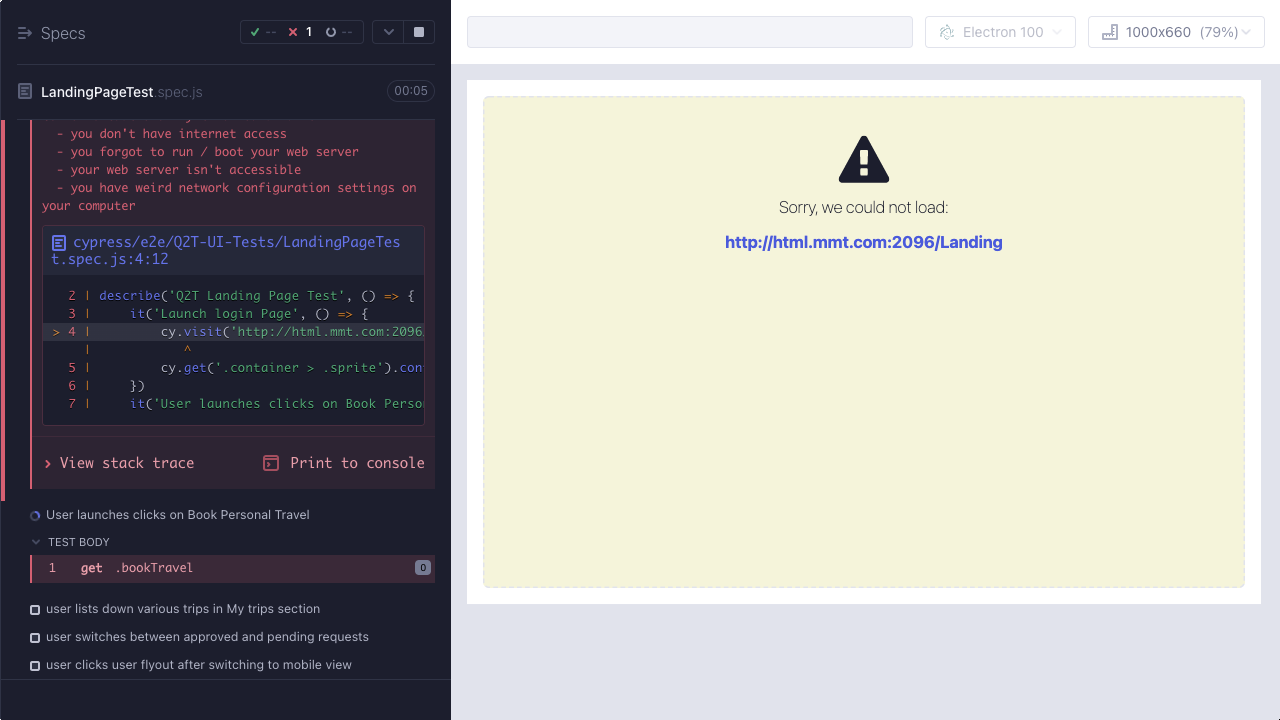 Specs
-- 1 --
LandingPageTest.spec.js 00:05
- you don't have internet access
- you forgot to run / boot your web server
- your web server isn't accessible
- you have weird network configuration settings on
your computer
cypress/e2e/Q2T-UI-Tests/LandingPageTes
t.spec.js:4:12
2 | describe('Q2T Landing Page Test', () => {
3 | it('Launch login Page', () => {
> 4 | cy.visit('http://html.mmt.com:2096
| ^
5 | cy.get('.container > .sprite').con
6 | })
7 | it('User launches clicks on Book Person
View stack trace Print to console
User launches clicks on Book Personal Travel
TEST BODY
1 get .bookTravel 0
user lists down various trips in My trips section
user switches between approved and pending requests
user clicks user flyout after switching to mobile view
Electron 100 1000x660 (79%)
Sorry, we could not load:
http://html.mmt.com:2096/Landing